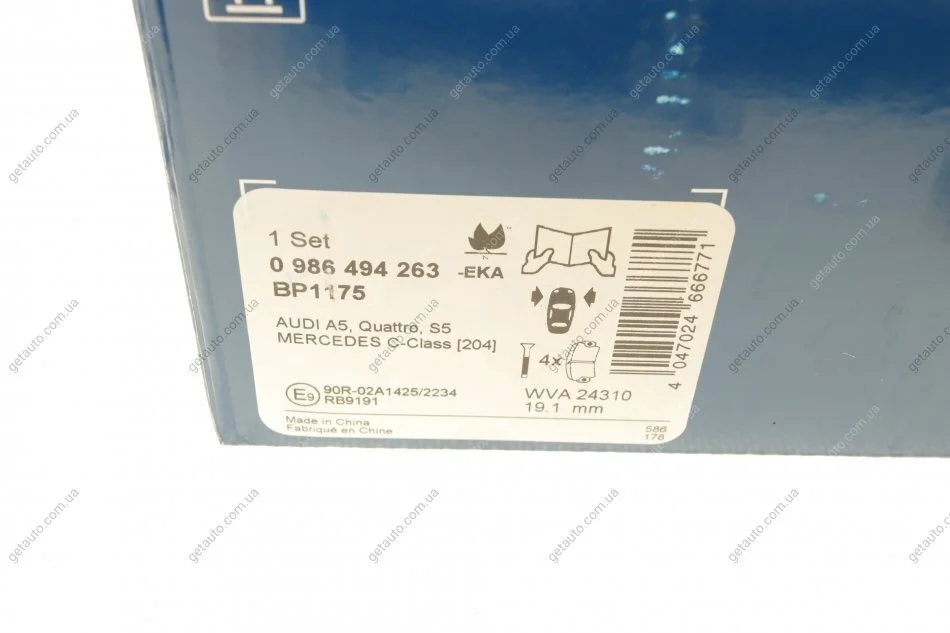 1 Set
0 986 494 263 -EKA
BP1175
AUDI A5, Quattro, S5
MERCEDES C-Class [204]
E9 90R-02A1425/2234
RB9191
Made in China
Fabriqué en Chine
4x
WVA 24310
19.1 mm
586
178
4 047024 666771
getauto.com.ua